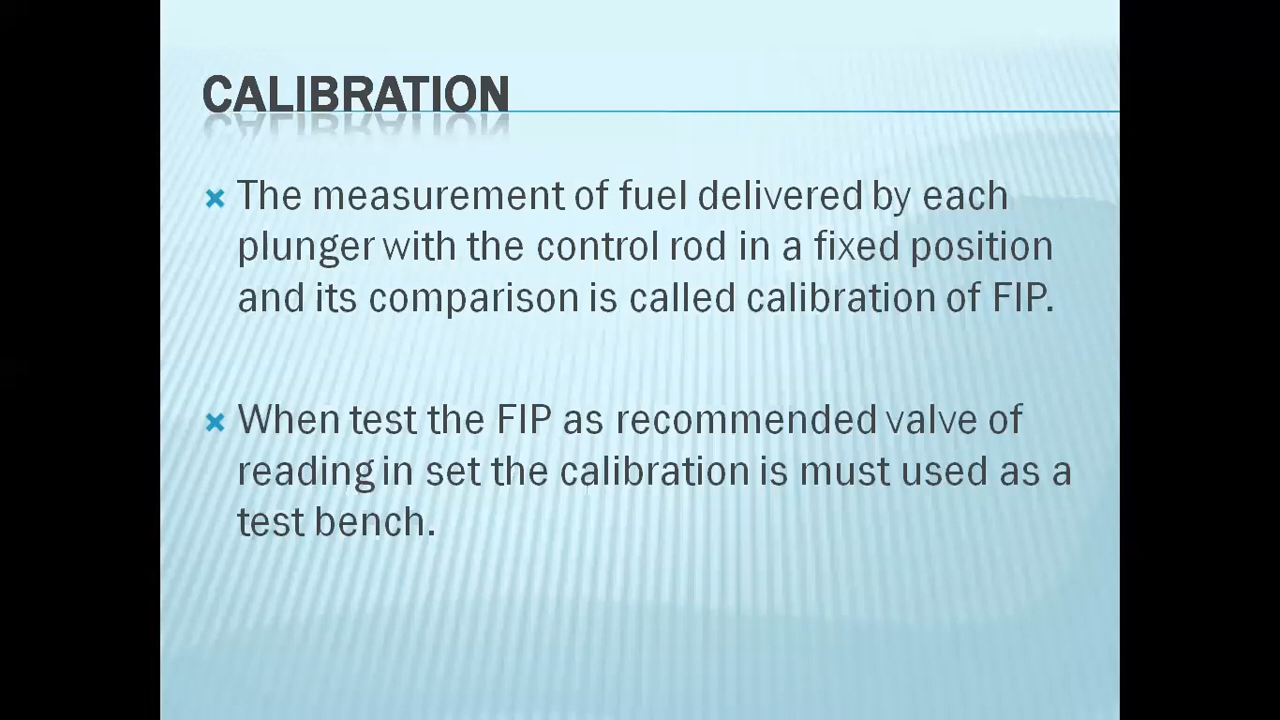 CALIBRATION
The measurement of fuel delivered by each
plunger with the control rod in a fixed position
and its comparison is called calibration of FIP.
When test the FIP as recommended valve of
reading in set the calibration is must used as a
test bench.